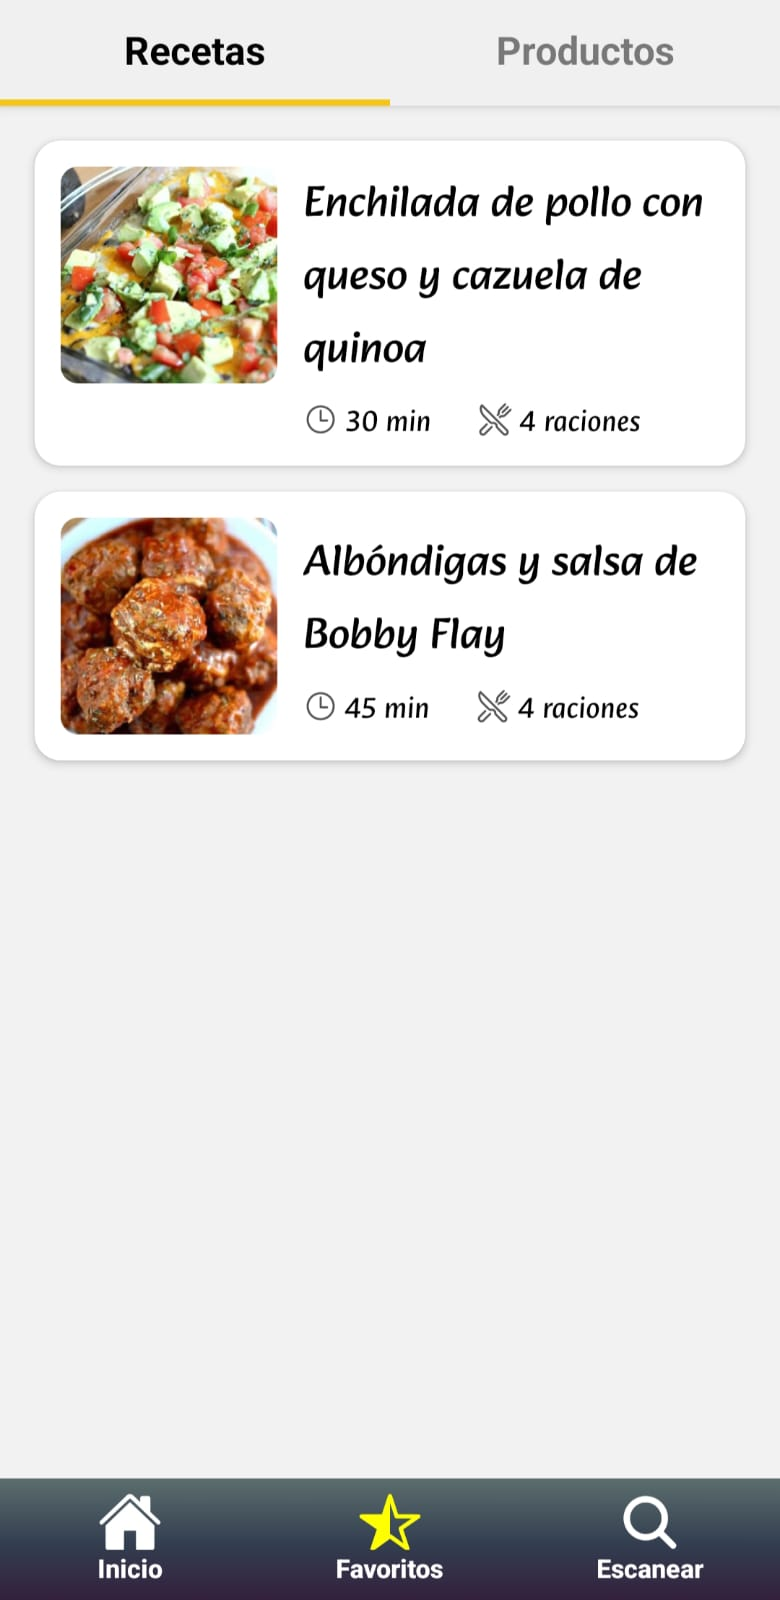 Recetas
Productos
Enchilada de pollo con
queso y cazuela de
quinoa
30 min
4 raciones
Albóndigas y salsa de
Bobby Flay
45 min
4 raciones
Inicio
Favoritos
Escanear